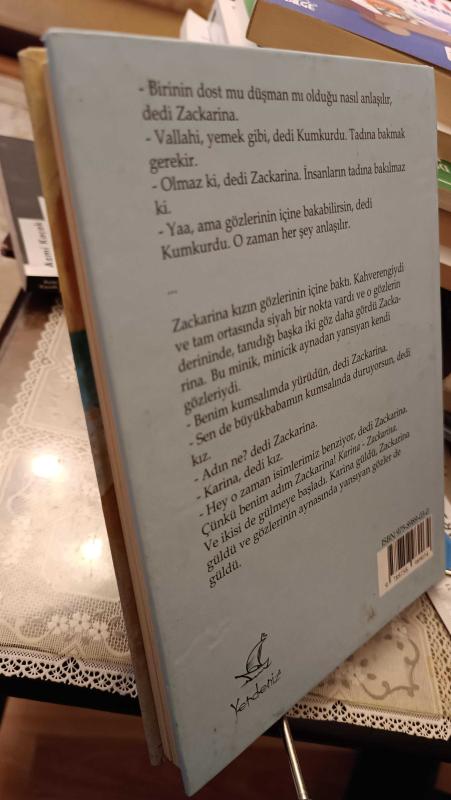 - Birinin dost mu düşman mı olduğu nasıl anlaşılır,
dedi Zackarina.
- Vallahi, yemek gibi, dedi Kumkurdu. Tadına bakmak
gerekir.
- Olmaz ki, dedi Zackarina. İnsanların tadına bakılmaz
ki.
- Yaa, ama gözlerinin içine bakabilirsin, dedi
Kumkurdu. O zaman her şey anlaşılır.
...
Zackarina kızın gözlerinin içine baktı. Kahverengiydi
ve tam ortasında siyah bir nokta vardı ve o gözlerin
derininde, tanıdığı başka iki göz daha gördü Zacka-
rina. Bu minik, minicik aynadan yansıyan kendi
gözleriydi.
- Benim kumsalımda yürüdün, dedi Zackarina.
- Sen de büyükbabamın kumsalında duruyorsun, dedi
kız.
- Adın ne? dedi Zackarina.
- Karina, dedi kız.
- Hey o zaman isimlerimiz benziyor, dedi Zackarina.
Çünkü benim adım Zackarina! Karina - Zackarina.
Ve ikisi de gülmeye başladı. Karina güldü, Zackarina
güldü ve gözlerinin aynasında yansıyan gözler de
güldü.
Yerdeniz